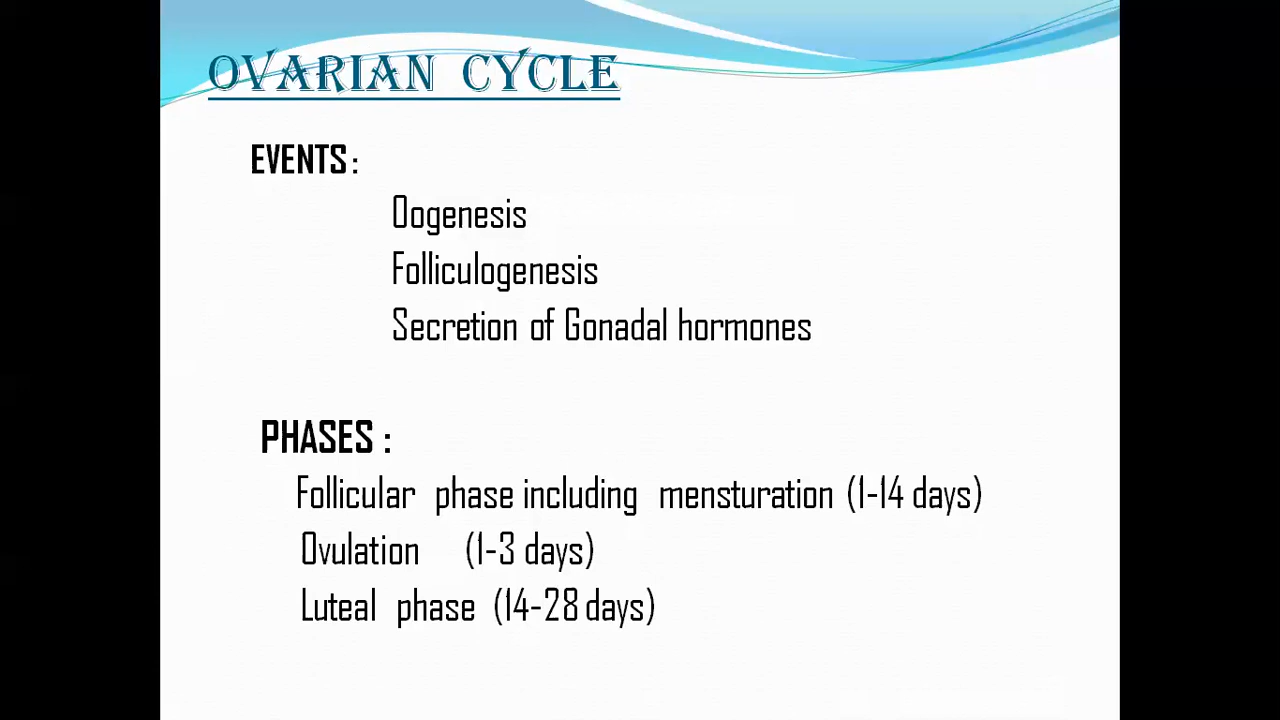 OVARIAN CYCLE
EVENTS :
Oogenesis
Folliculogenesis
Secretion of Gonadal hormones
PHASES :
Follicular phase including mensturation (1-14 days)
Ovulation (1-3 days)
Luteal phase (14-28 days)